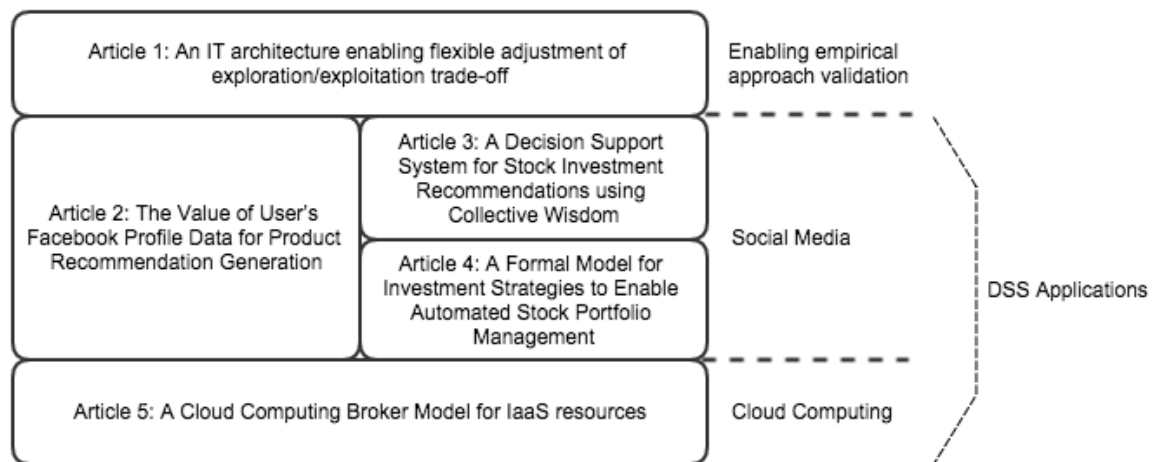 Article 1: An IT architecture enabling flexible adjustment of
exploration/exploitation trade-off
Enabling empirical
approach validation
Article 2: The Value of User's
Facebook Profile Data for Product
Recommendation Generation
Article 3: A Decision Support
System for Stock Investment
Recommendations using
Collective Wisdom
Article 4: A Formal Model for
Investment Strategies to Enable
Automated Stock Portfolio
Management
Social Media
DSS Applications
Article 5: A Cloud Computing Broker Model for IaaS resources
Cloud Computing